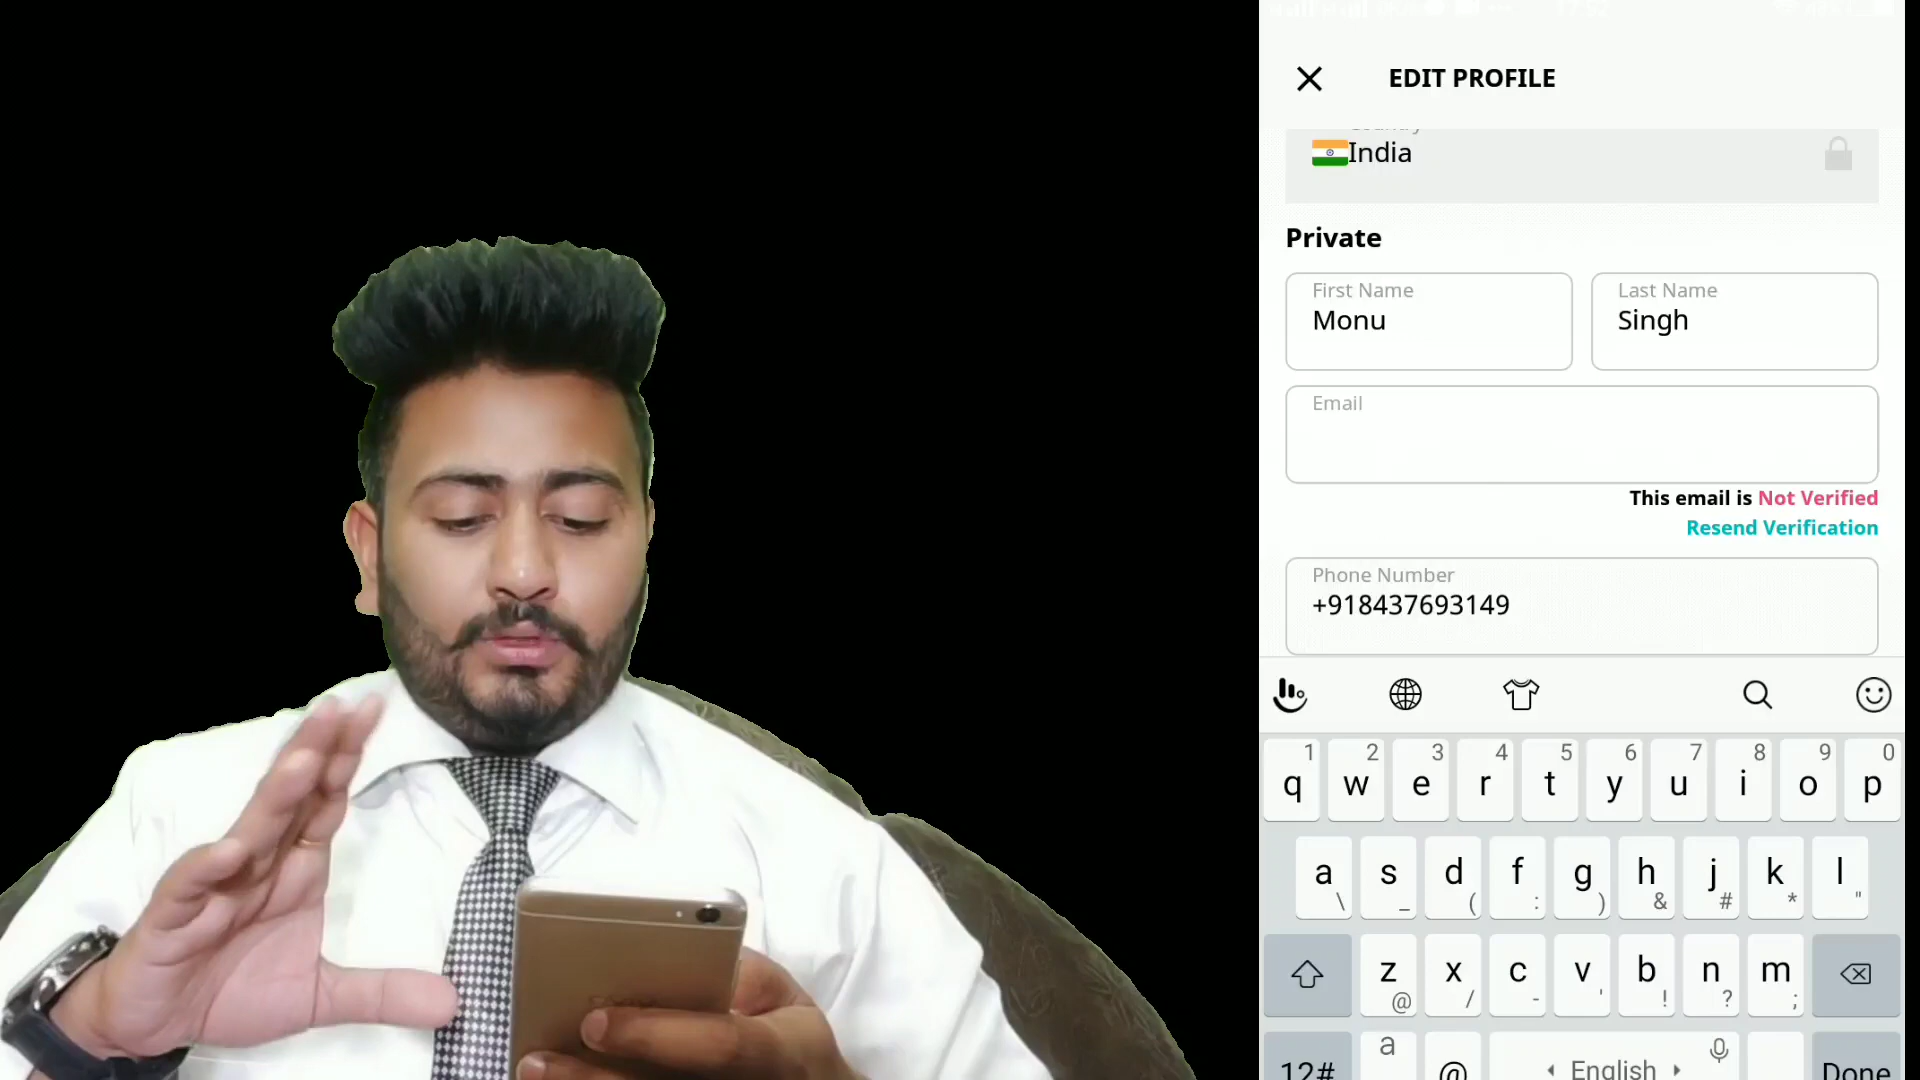 EDIT PROFILE
India
Private
First Name
Monu
Last Name
Singh
Email
This email is Not Verified
Resend Verification
Phone Number
+918437693149
1 2 3 4 5 6 7 8 9 0
q w e r t y u i o p
a s d f g h j k l
\ _ ( : ) & # * "
z x c v b n m
@ / - ' ! ? ;
12# a @ English Done